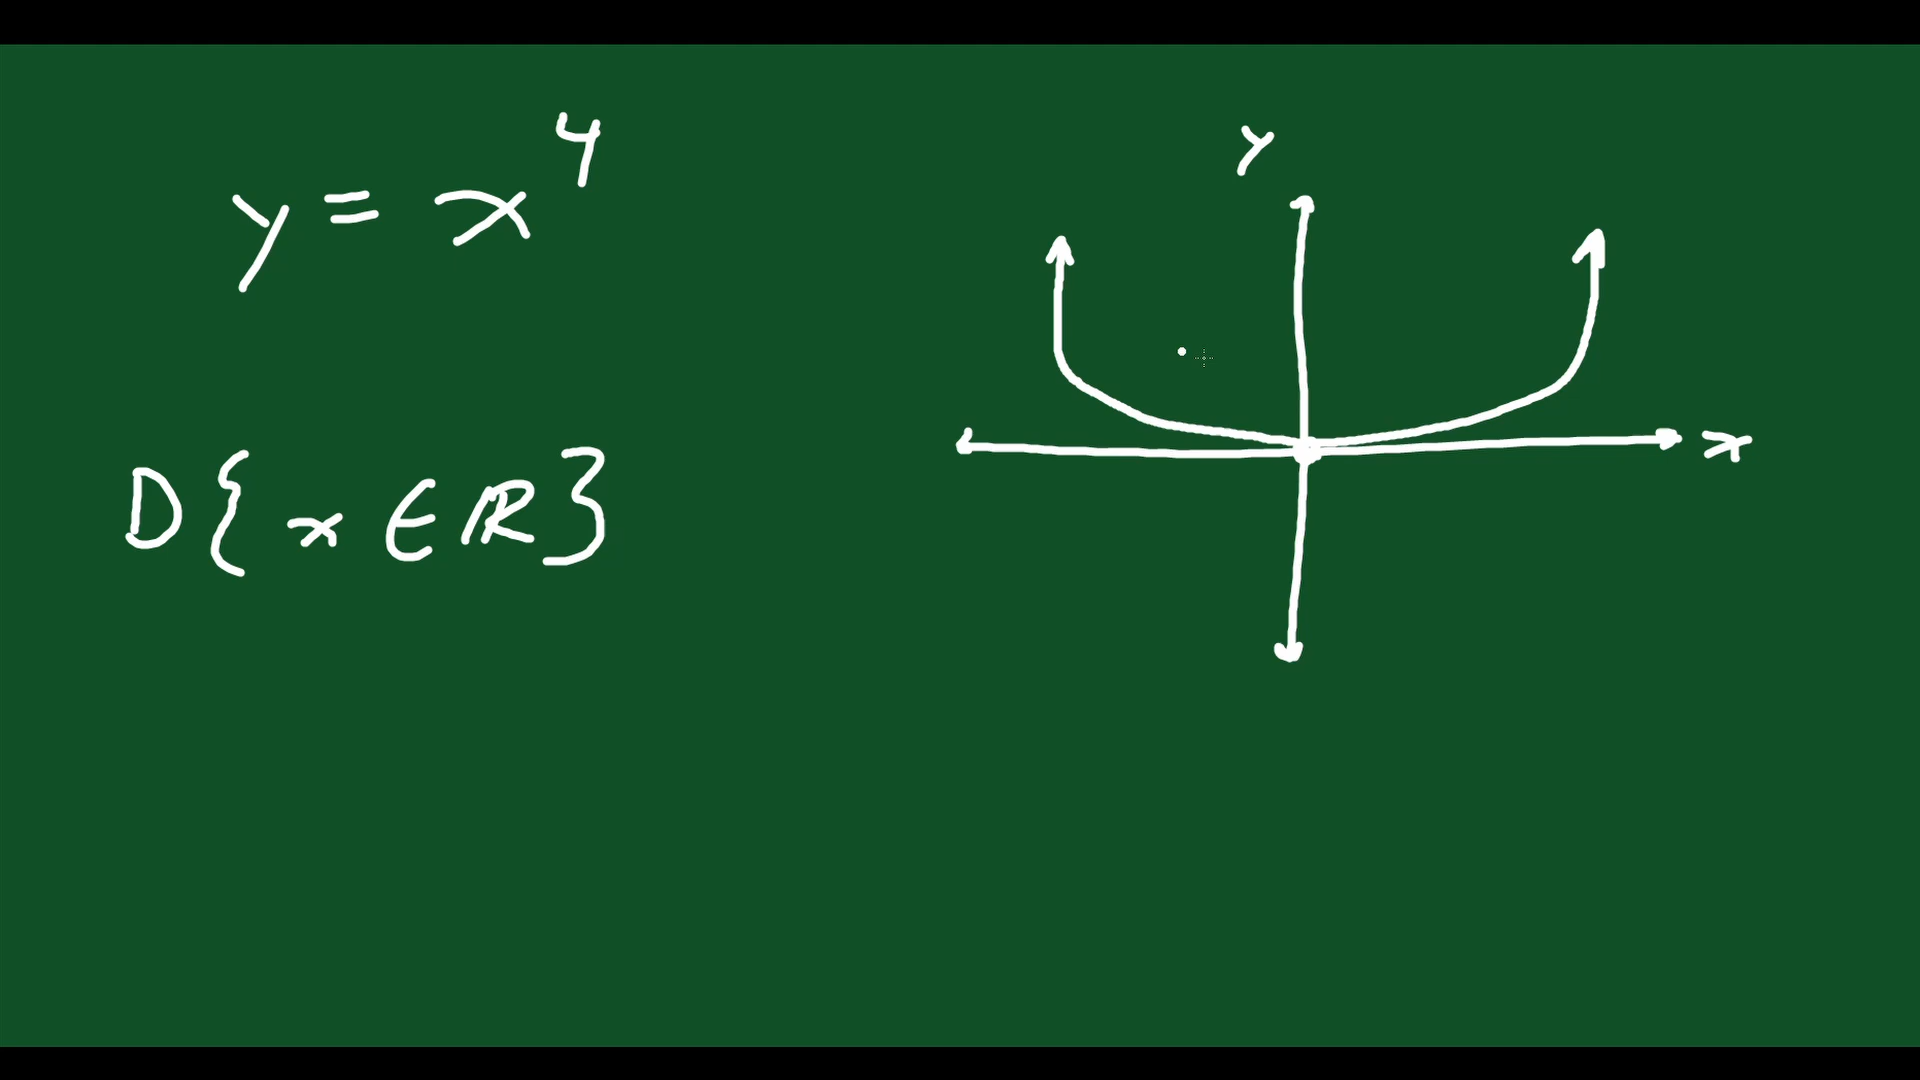 y = x⁴
D{x ∈ ℝ}
y
x